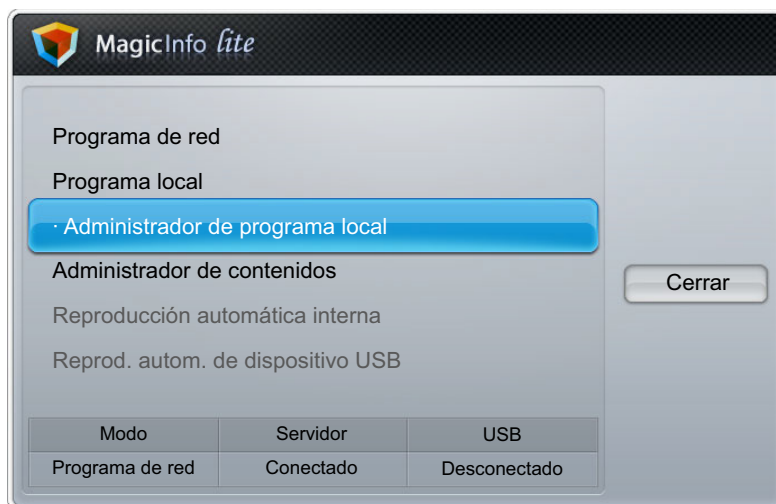 MagicInfo lite
Programa de red
Programa local
· Administrador de programa local
Administrador de contenidos
Cerrar
Reproducción automática interna
Reprod. autom. de dispositivo USB
Modo Servidor USB
Programa de red Conectado Desconectado